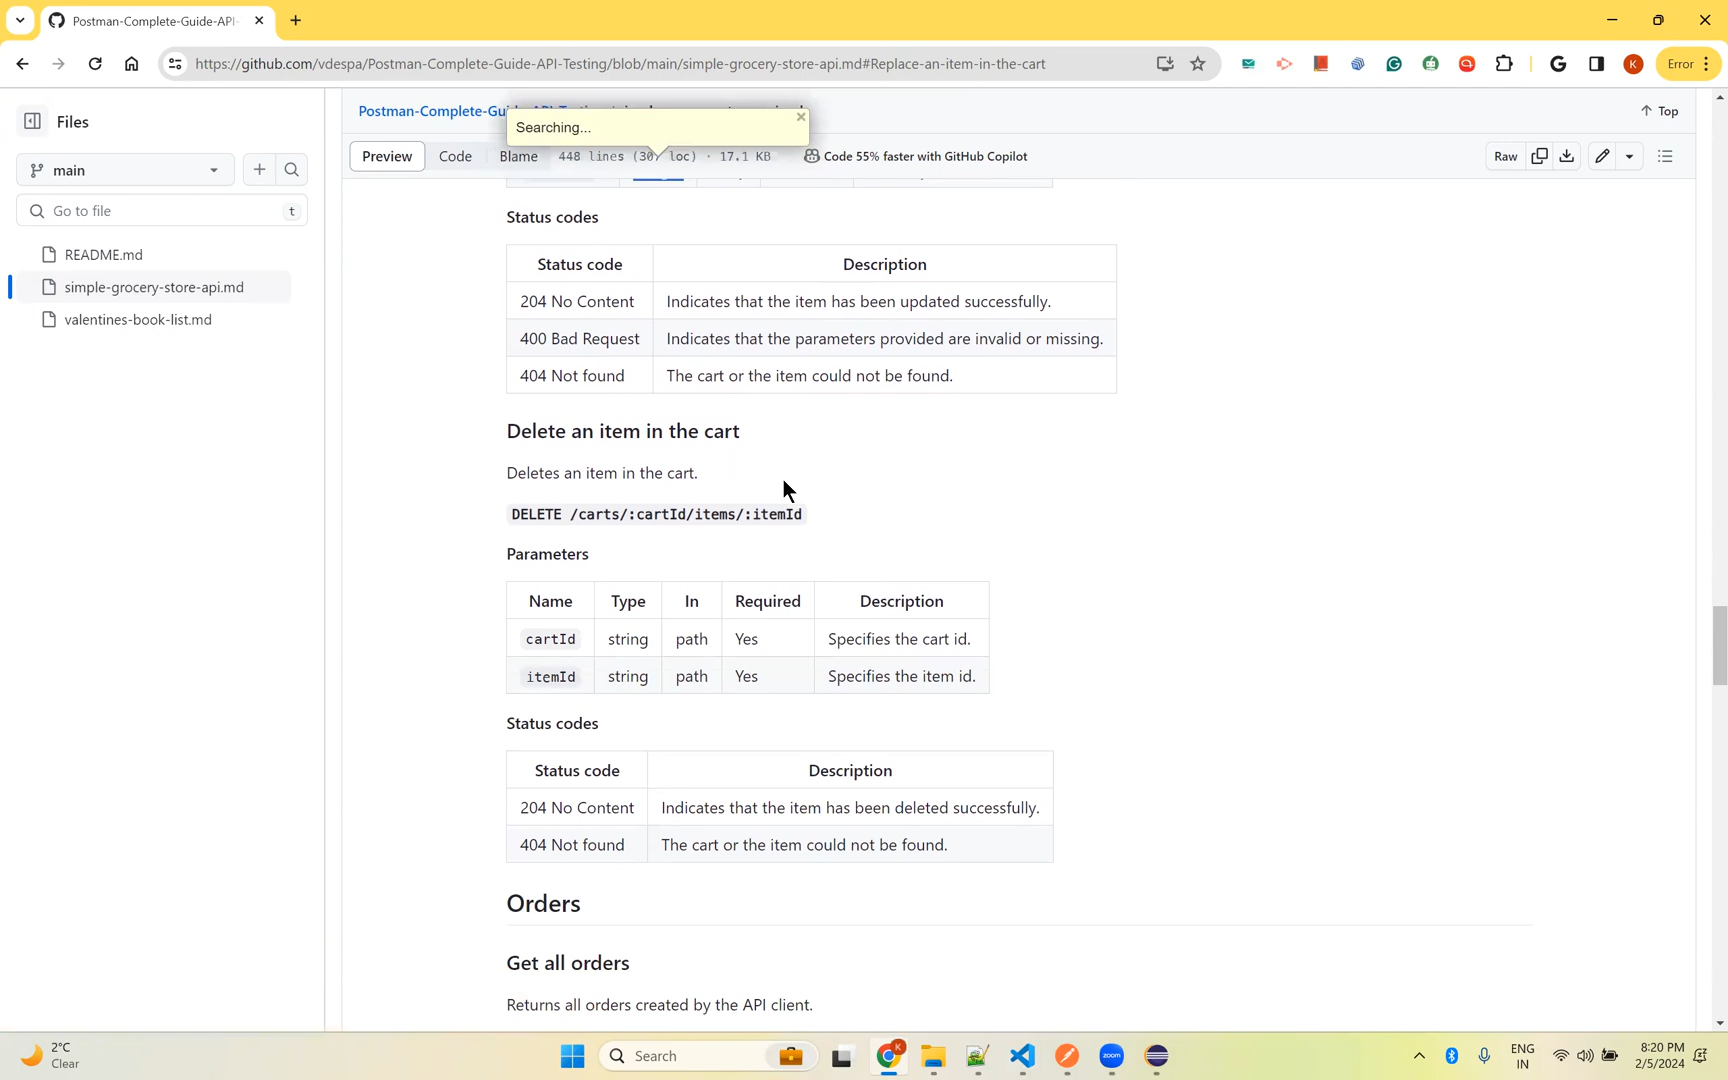 Postman-Complete-Guide-API-
https://github.com/vdespa/Postman-Complete-Guide-API-Testing/blob/main/simple-grocery-store-api.md#Replace-an-item-in-the-cart
K
Error
Files
main
Go to file
t
README.md
simple-grocery-store-api.md
valentines-book-list.md
Postman-Complete-Gu
Top
Searching...
Preview
Code
Blame
448 lines (307 loc) · 17.1 KB
Code 55% faster with GitHub Copilot
Raw
Status codes
Status code Description
204 No Content Indicates that the item has been updated successfully.
400 Bad Request Indicates that the parameters provided are invalid or missing.
404 Not found The cart or the item could not be found.
Delete an item in the cart
Deletes an item in the cart.
DELETE /carts/:cartId/items/:itemId
Parameters
Name Type In Required Description
cartId string path Yes Specifies the cart id.
itemId string path Yes Specifies the item id.
Status codes
Status code Description
204 No Content Indicates that the item has been deleted successfully.
404 Not found The cart or the item could not be found.
Orders
Get all orders
Returns all orders created by the API client.
2°C
Clear
Search
K
zoom
ENG
IN
8:20 PM
2/5/2024